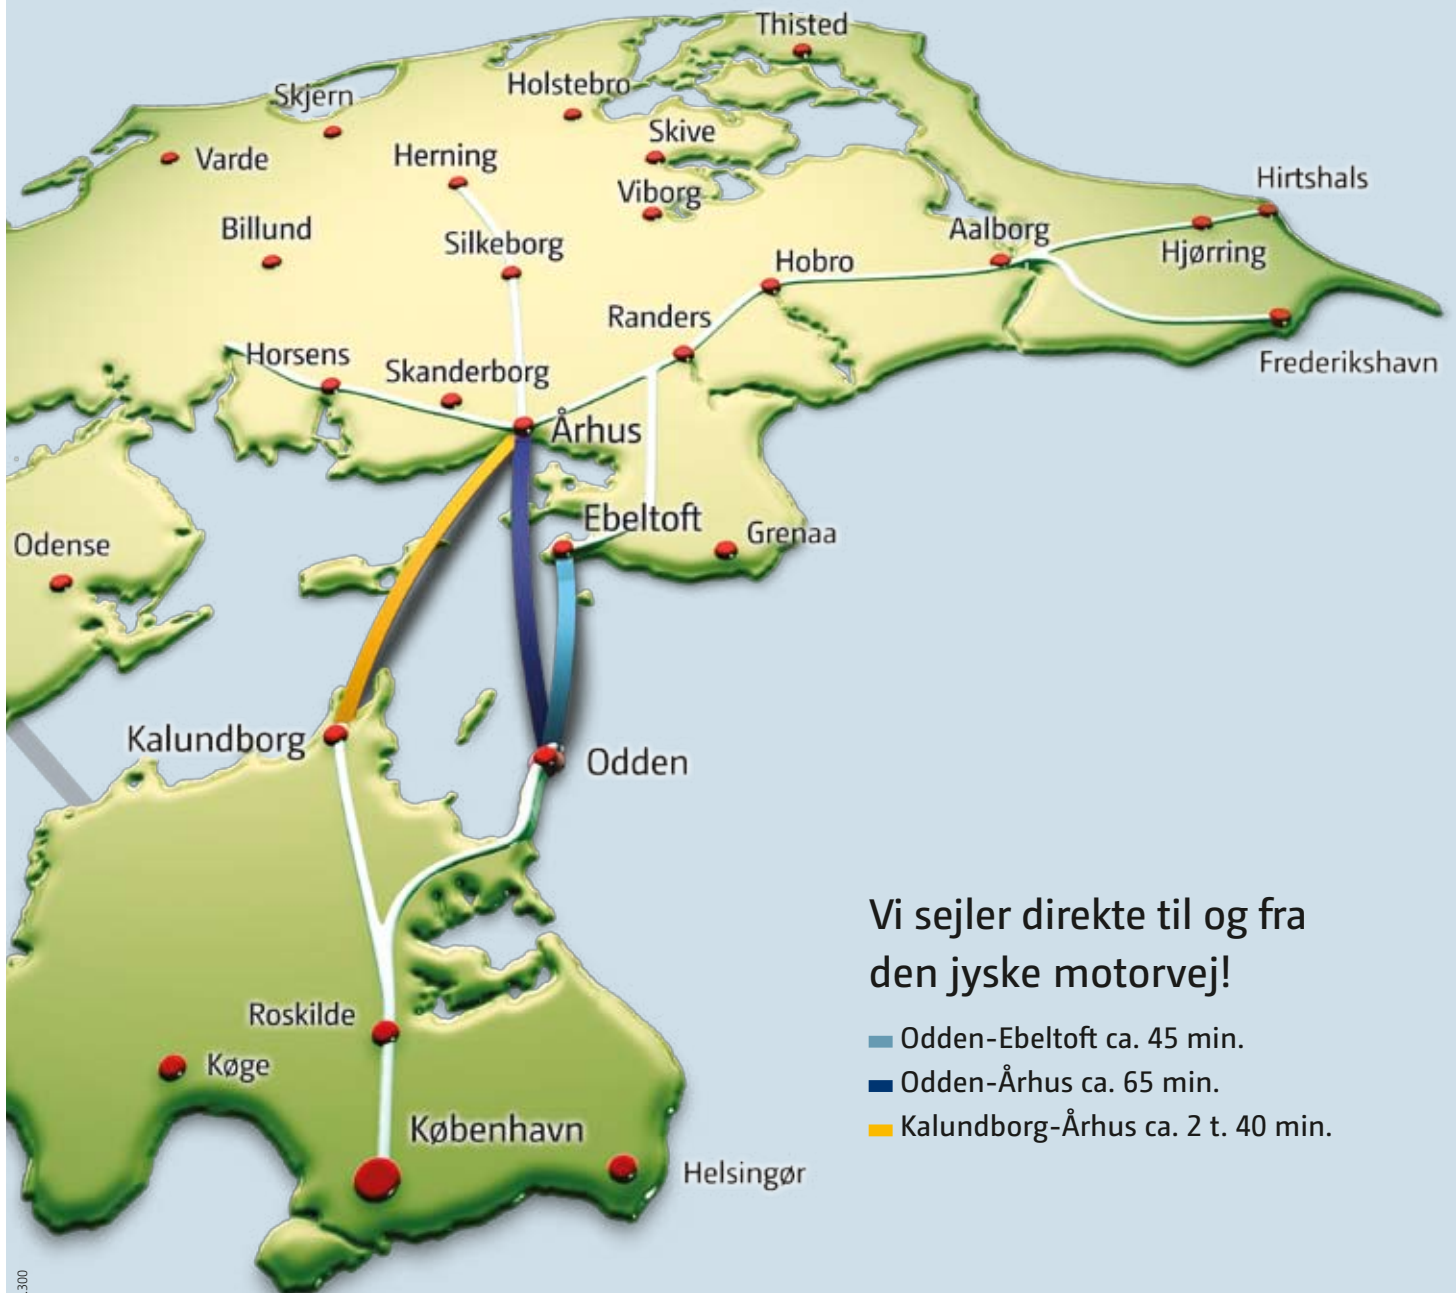 Thisted
Skjern
Holstebro
Skive
Varde
Herning
Viborg
Hirtshals
Billund
Silkeborg
Aalborg
Hjørring
Hobro
Randers
Horsens
Skanderborg
Frederikshavn
Århus
Ebeltoft
Grenaa
Odense
Kalundborg
Odden
Vi sejler direkte til og fra
den jyske motorvej!
Odden-Ebeltoft ca. 45 min.
Odden-Århus ca. 65 min.
Kalundborg-Århus ca. 2 t. 40 min.
Roskilde
Køge
København
Helsingør
.300